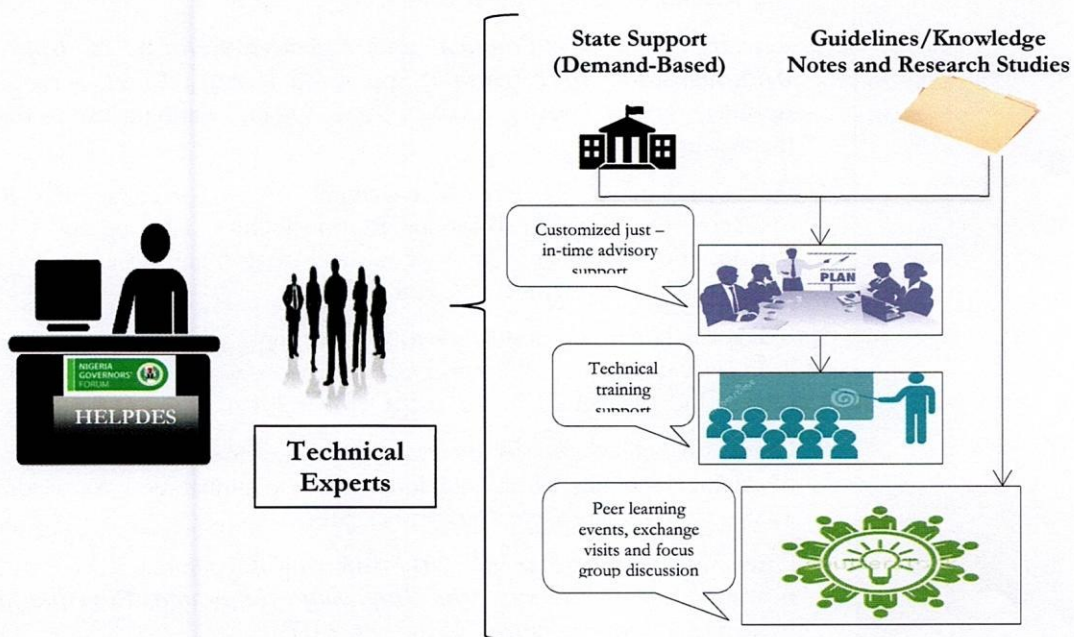 State Support
(Demand-Based)
Guidelines/Knowledge
Notes and Research Studies
Customized just –
in-time advisory
support
PLAN
Technical
training
support
Peer learning
events, exchange
visits and focus
group discussion
NIGERIA
GOVERNORS'
FORUM
HELPDES
Technical
Experts